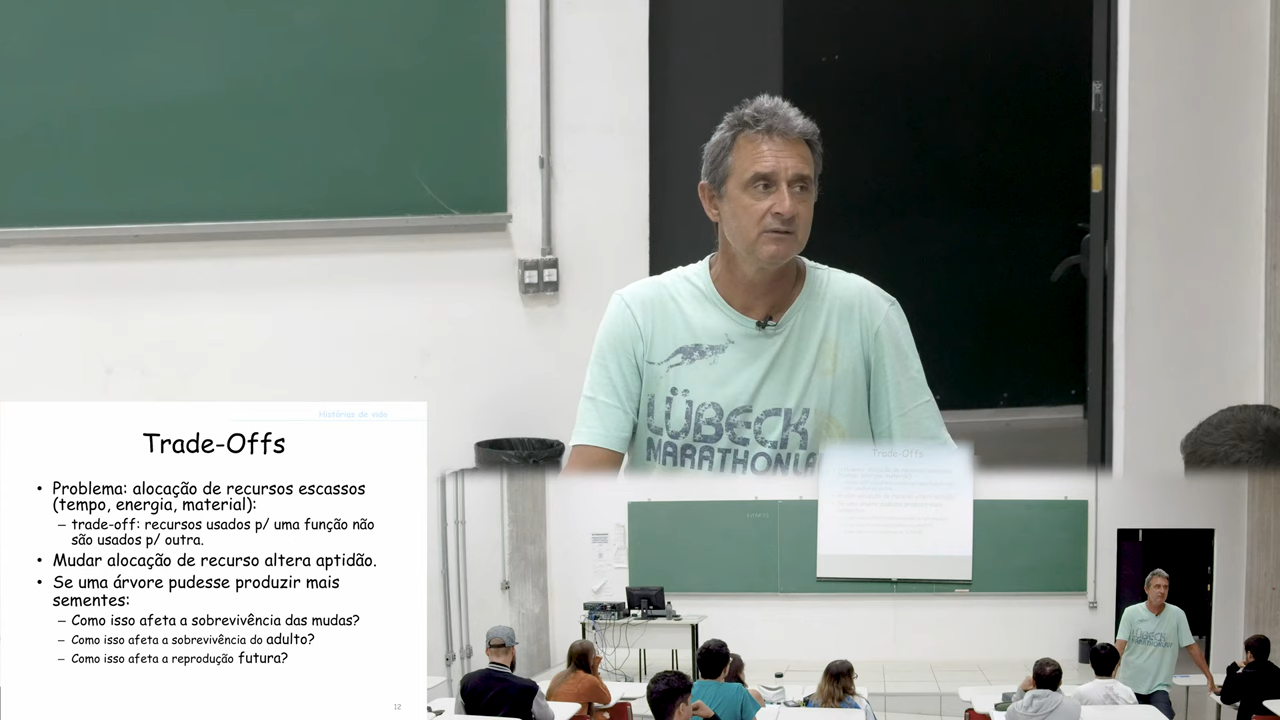 Histórias de vida
Trade-Offs
• Problema: alocação de recursos escassos
(tempo, energia, material):
– trade-off: recursos usados p/ uma função não
são usados p/ outra.
• Mudar alocação de recurso altera aptidão.
• Se uma árvore pudesse produzir mais
sementes:
– Como isso afeta a sobrevivência das mudas?
– Como isso afeta a sobrevivência do adulto?
– Como isso afeta a reprodução futura?
12
LÜBECK
MARATHON
Trade-Offs
LÜBECK